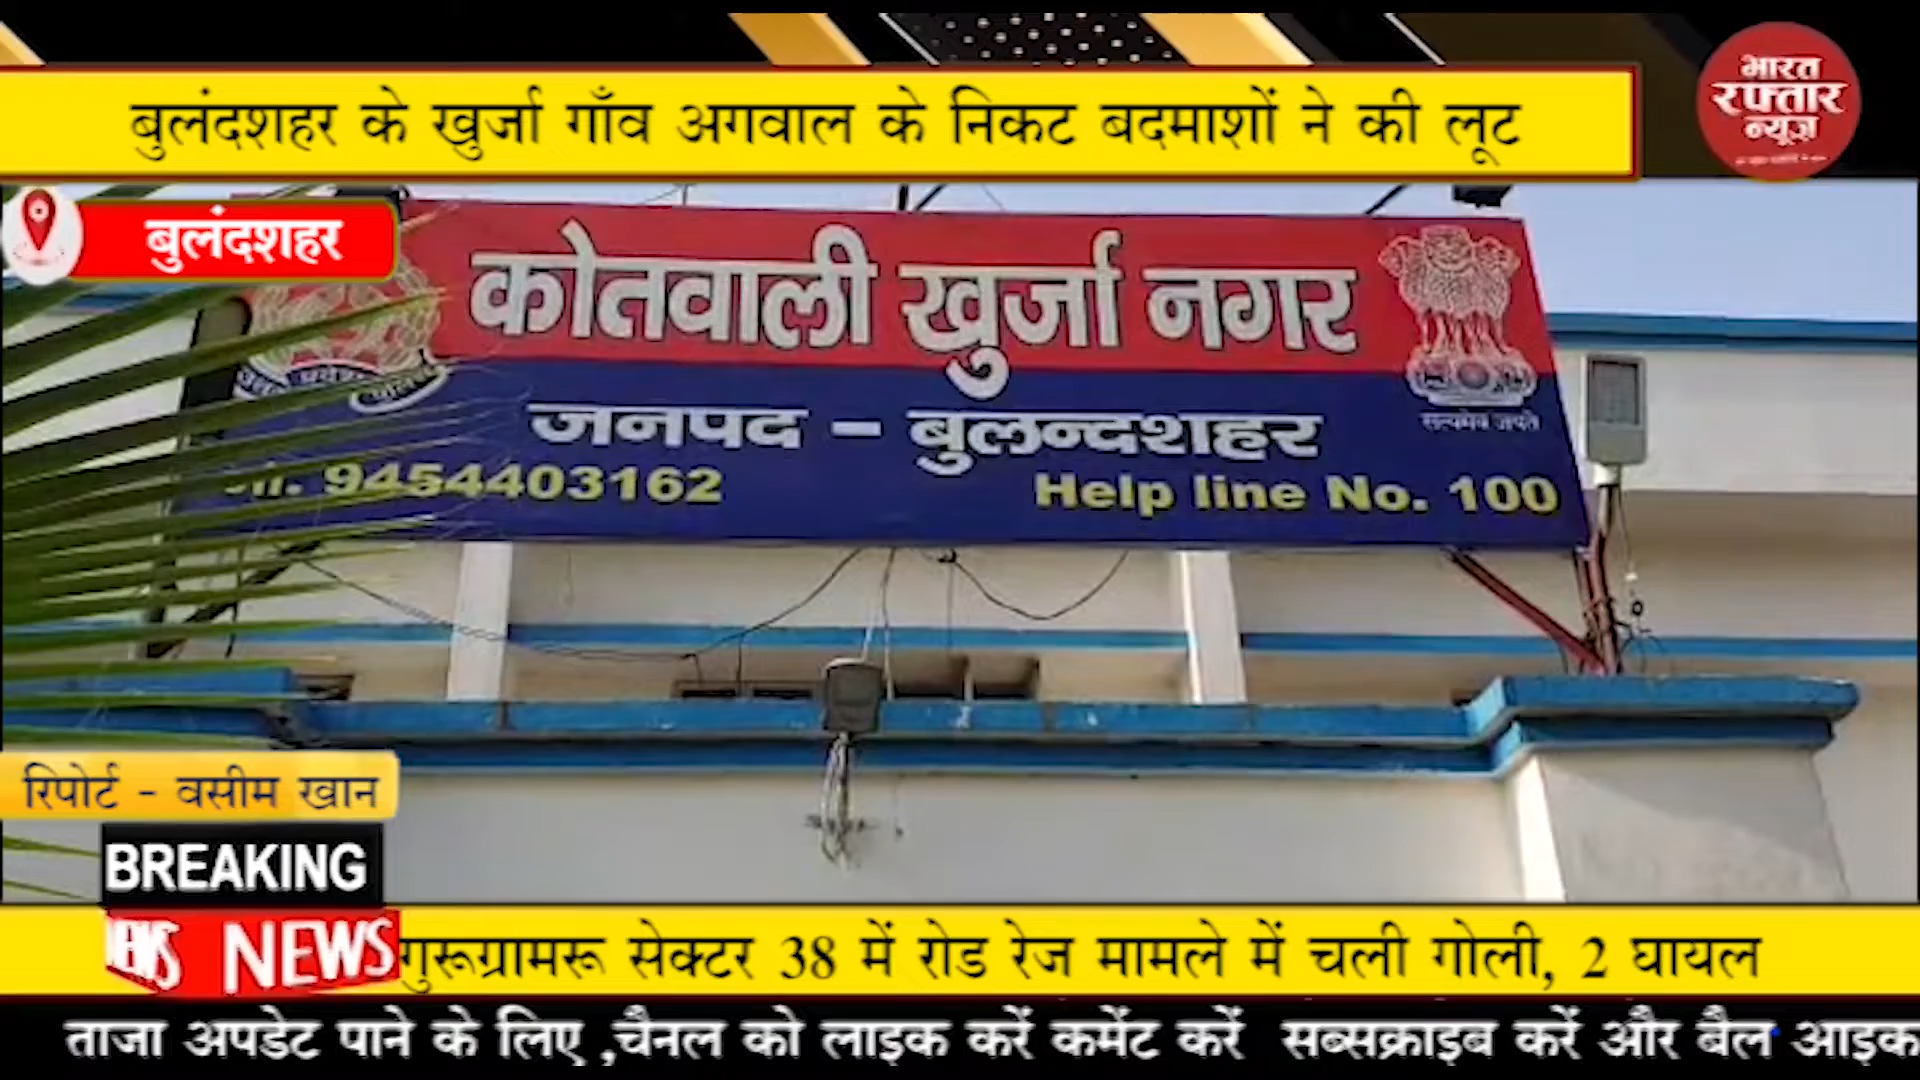 बुलंदशहर के खुर्जा गाँव अगवाल के निकट बदमाशों ने की लूट
भारत
रफ्तार
न्यूज़
बुलंदशहर
कोतवाली खुर्जा नगर
सत्यमेव जयते
जनपद - बुलन्दशहर
9454403162
Help line No. 100
रिपोर्ट - वसीम खान
BREAKING
NEWS NEWS
गुरूग्रामरू सेक्टर 38 में रोड रेज मामले में चली गोली, 2 घायल
ताजा अपडेट पाने के लिए ,चैनल को लाइक करें कमेंट करें सब्सक्राइब करें और बैल आइक